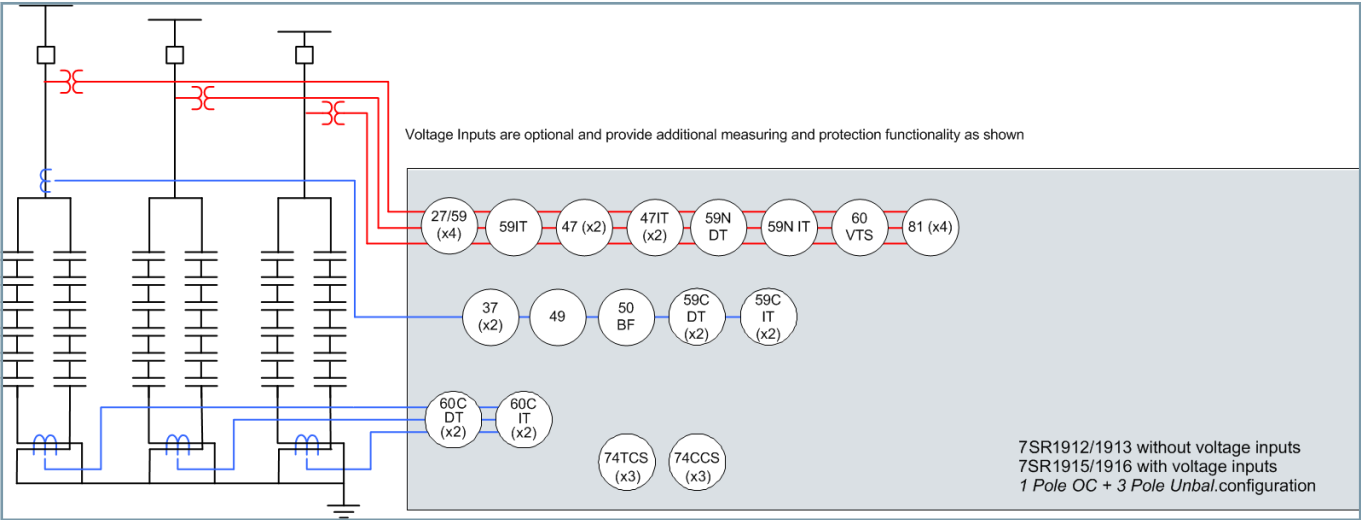 Voltage Inputs are optional and provide additional measuring and protection functionality as shown
27/59
(x4)
59IT
47 (x2)
47IT
(x2)
59N
DT
59N IT
60
VTS
81 (x4)
37
(x2)
49
50
BF
59C
DT
(x2)
59C
IT
(x2)
60C
DT
(x2)
60C
IT
(x2)
74TCS
(x3)
74CCS
(x3)
7SR1912/1913 without voltage inputs
7SR1915/1916 with voltage inputs
1 Pole OC + 3 Pole Unbal.configuration